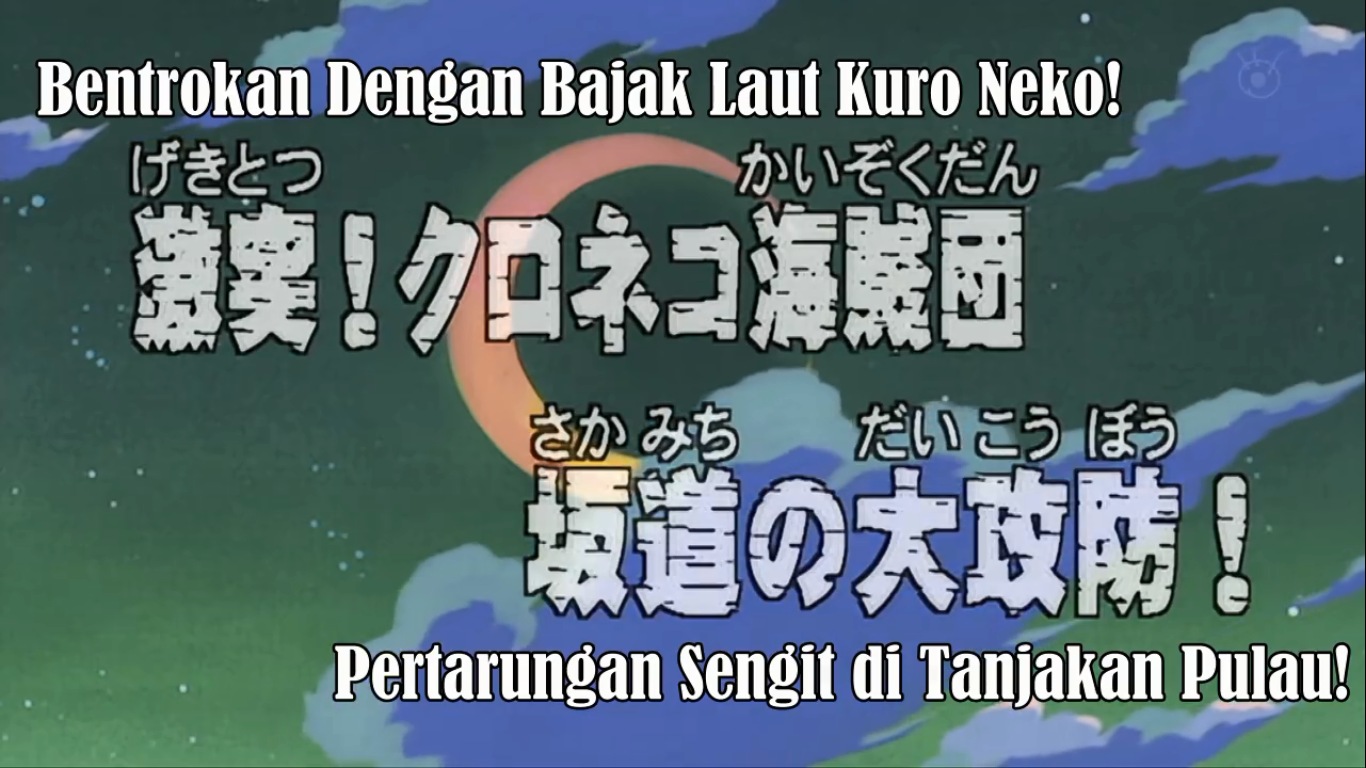 Bentrokan Dengan Bajak Laut Kuro Neko!
げきとつ かいぞくだん
激突!クロネコ海賊団
さかみち だいこうぼう
坂道の大攻防!
Pertarungan Sengit di Tanjakan Pulau!